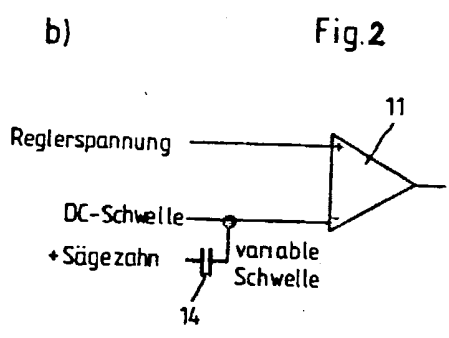 b) Fig.2
11
Reglerspannung
+
DC-Schwelle
-
+Sägezahn
variable
Schwelle
14